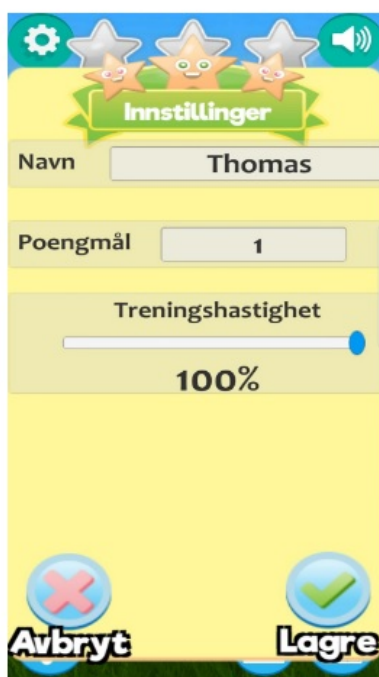 Innstillinger
Navn Thomas
Poengmål 1
Treningshastighet
100%
Avbryt Lagre